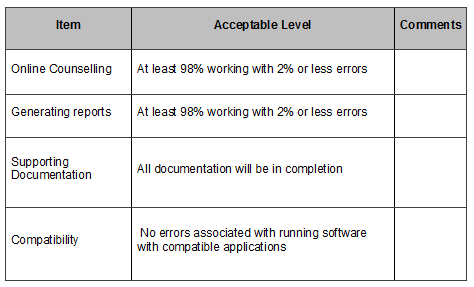 Item Acceptable Level Comments
Online Counselling At least 98% working with 2% or less errors
Generating reports At least 98% working with 2% or less errors
Supporting
Documentation All documentation will be in completion
Compatibility No errors associated with running software
with compatible applications